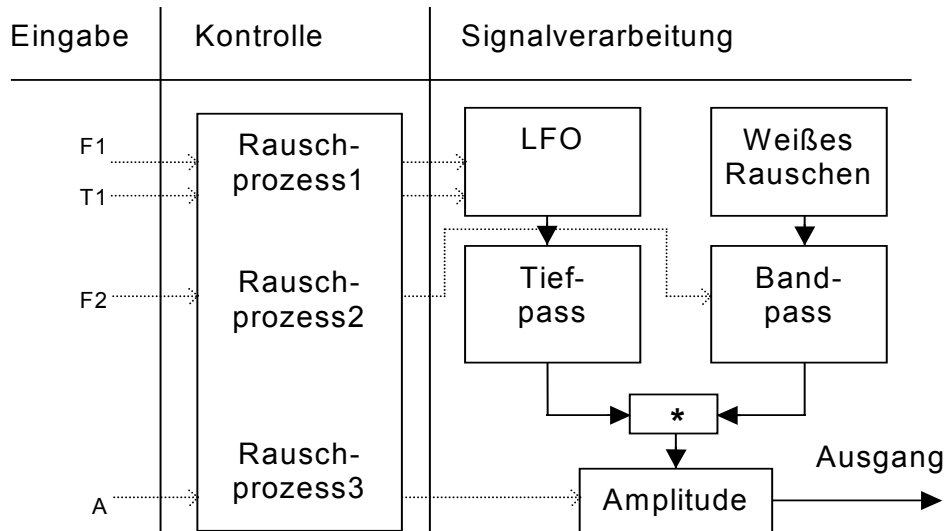 Eingabe
Kontrolle
Signalverarbeitung
F1
T1
Rausch-
prozess1
LFO
Weißes
Rauschen
F2
Rausch-
prozess2
Tief-
pass
Band-
pass
*
A
Rausch-
prozess3
Amplitude
Ausgang